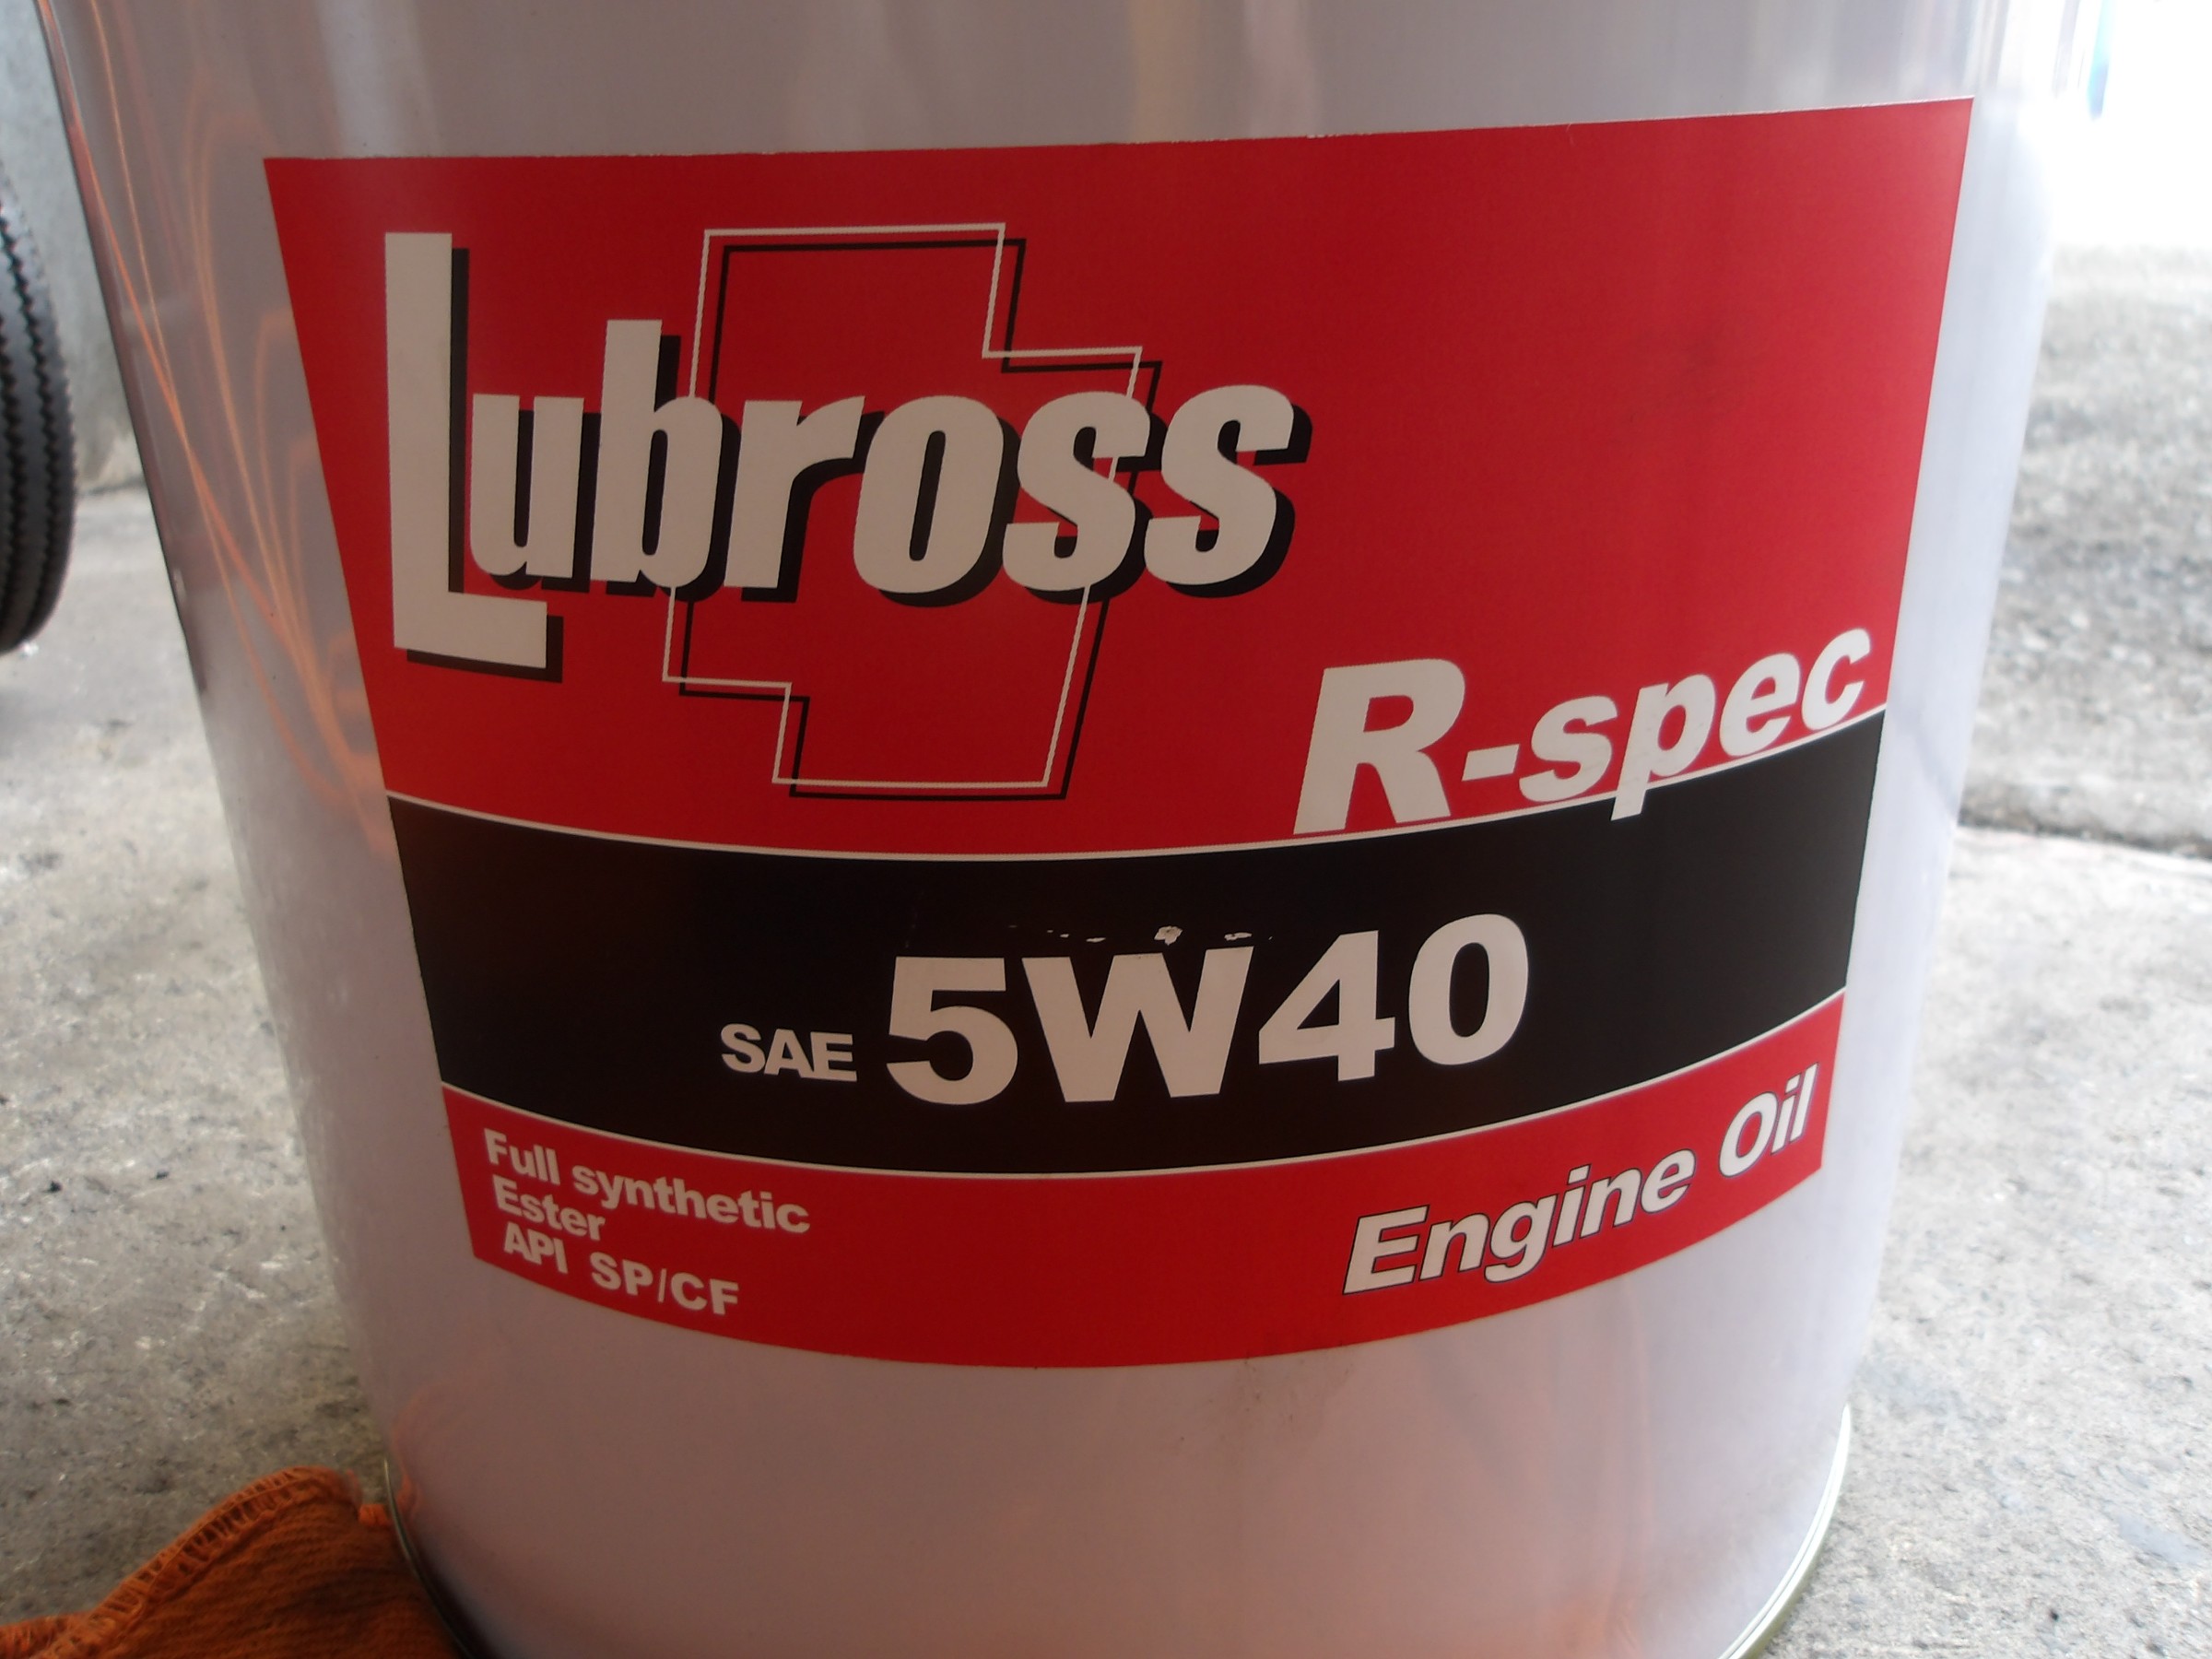 Lubross
R-spec
SAE 5W40
Full synthetic
Ester
API SP/CF
Engine Oil